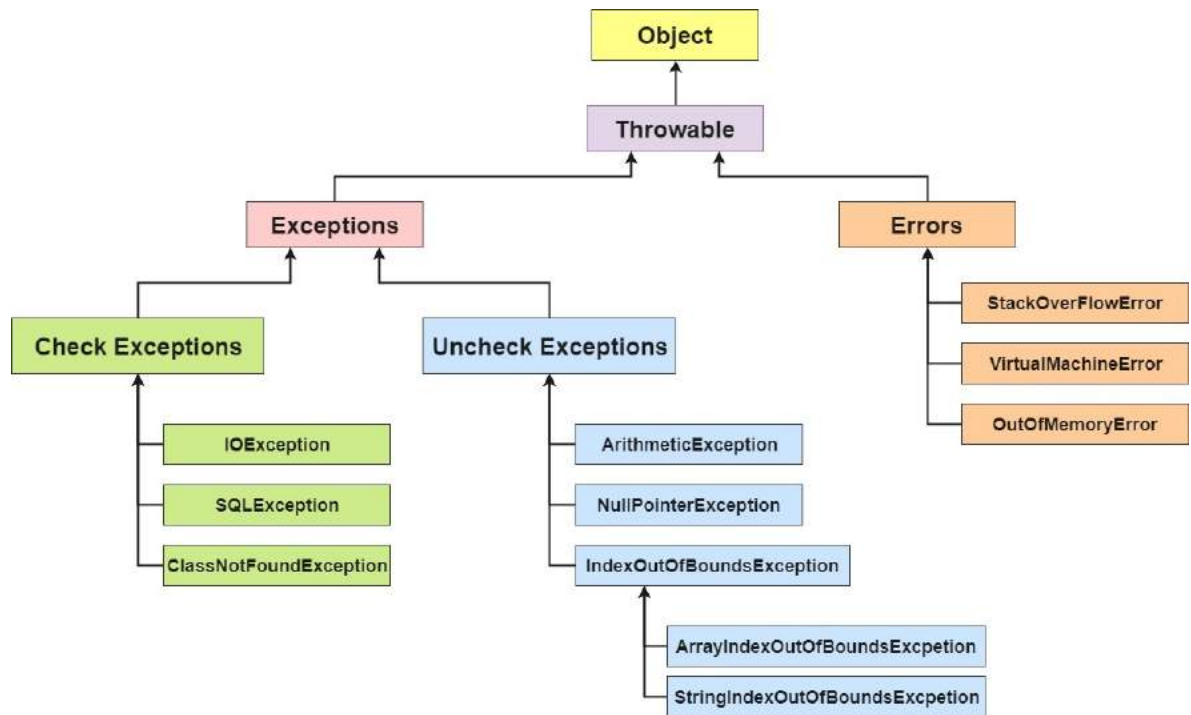 Object
Throwable
Exceptions
Errors
Check Exceptions
Uncheck Exceptions
StackOverFlowError
VirtualMachineError
OutOfMemoryError
IOException
SQLException
ClassNotFoundException
ArithmeticException
NullPointerException
IndexOutOfBoundsException
ArrayIndexOutOfBoundsExcpetion
StringIndexOutOfBoundsExcpetion